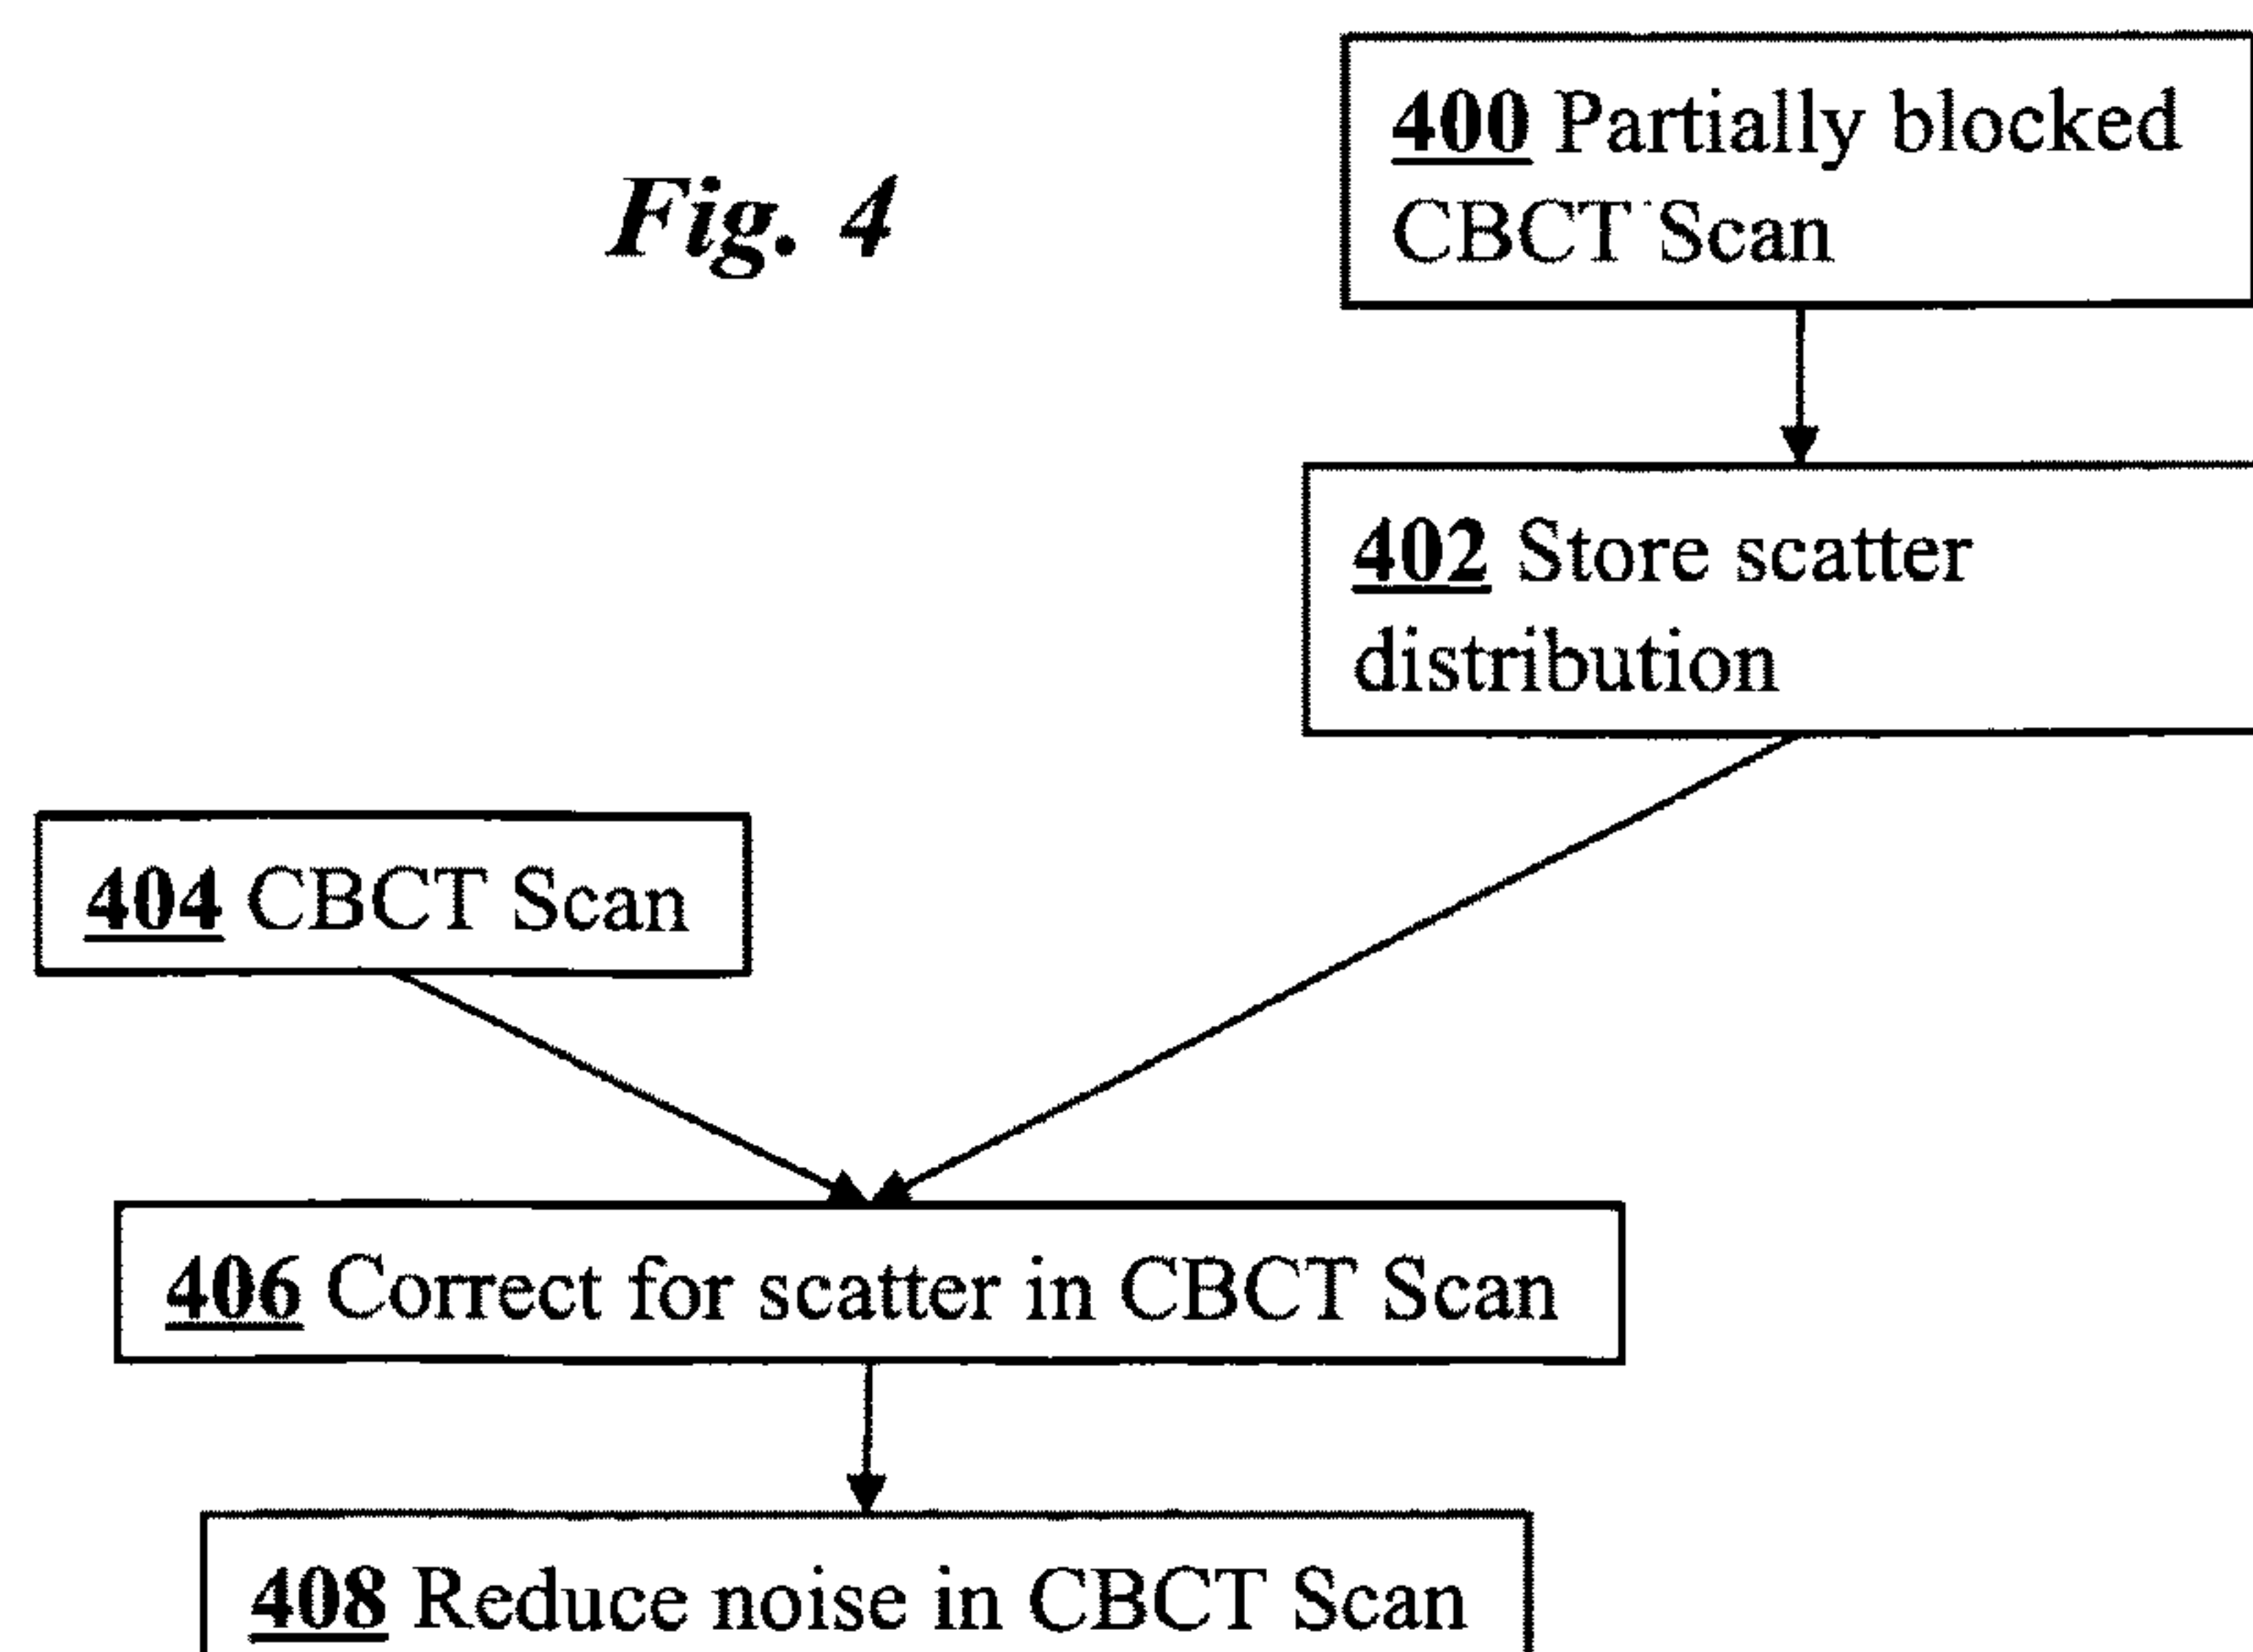 Fig. 4
400 Partially blocked
CBCT Scan
402 Store scatter
distribution
404 CBCT Scan
406 Correct for scatter in CBCT Scan
408 Reduce noise in CBCT Scan